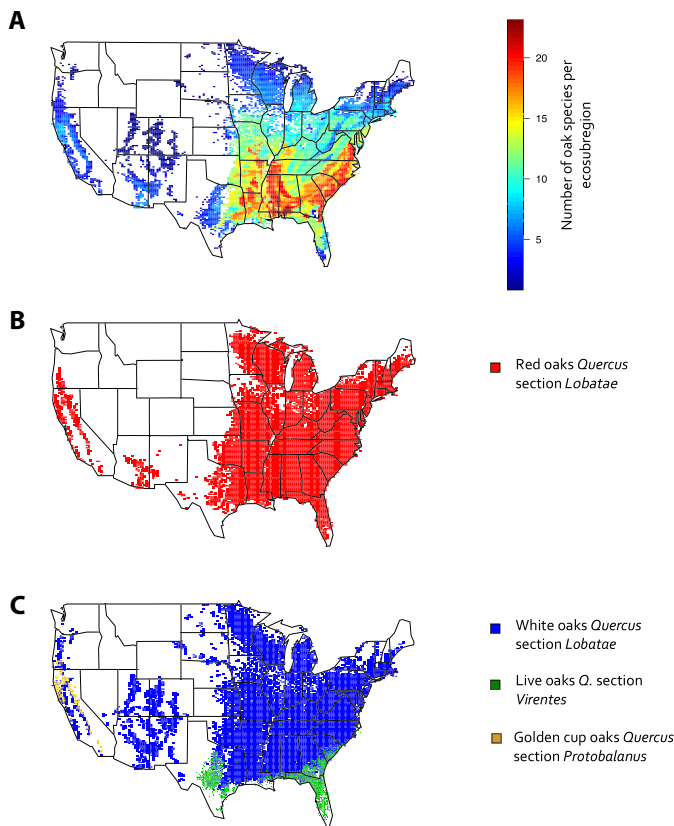 A
20
15
10
5
Number of oak species per
ecosubregion
B
Red oaks Quercus
section Lobatae
C
White oaks Quercus
section Lobatae
Live oaks Q. section
Virentes
Golden cup oaks Quercus
section Protobalanus